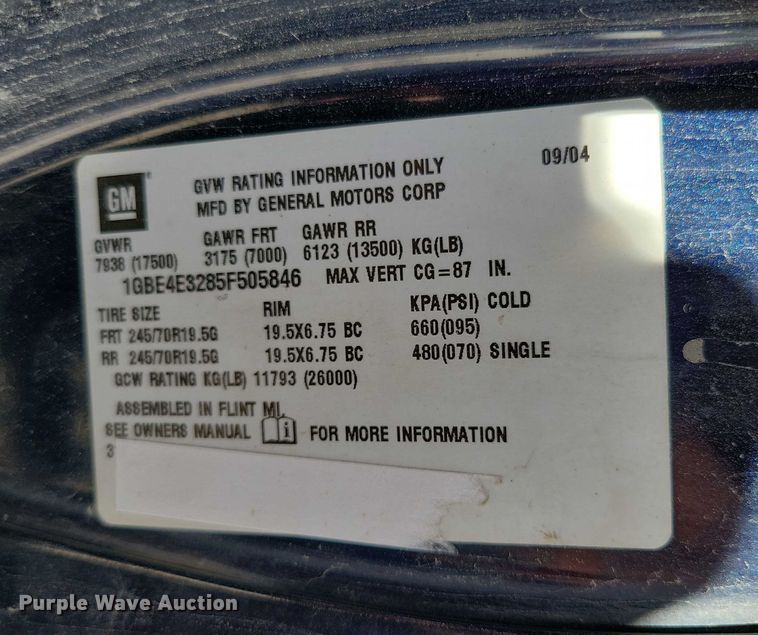 GM
GVW RATING INFORMATION ONLY
09/04
MFD BY GENERAL MOTORS CORP
GVWR GAWR FRT GAWR RR
7938 (17500) 3175 (7000) 6123 (13500) KG(LB)
1GBE4E3285F505846 MAX VERT CG=87 IN.
TIRE SIZE RIM KPA(PSI) COLD
FRT 245/70R19.5G 19.5X6.75 BC 660(095)
RR 245/70R19.5G 19.5X6.75 BC 480(070) SINGLE
GCW RATING KG(LB) 11793 (26000)
ASSEMBLED IN FLINT MI.
SEE OWNERS MANUAL i FOR MORE INFORMATION
3
Purple Wave Auction